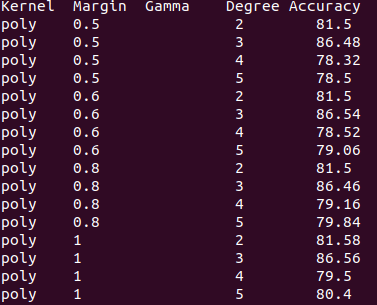 Kernel Margin Gamma Degree Accuracy
poly 0.5 2 81.5
poly 0.5 3 86.48
poly 0.5 4 78.32
poly 0.5 5 78.5
poly 0.6 2 81.5
poly 0.6 3 86.54
poly 0.6 4 78.52
poly 0.6 5 79.06
poly 0.8 2 81.5
poly 0.8 3 86.46
poly 0.8 4 79.16
poly 0.8 5 79.84
poly 1 2 81.58
poly 1 3 86.56
poly 1 4 79.5
poly 1 5 80.4